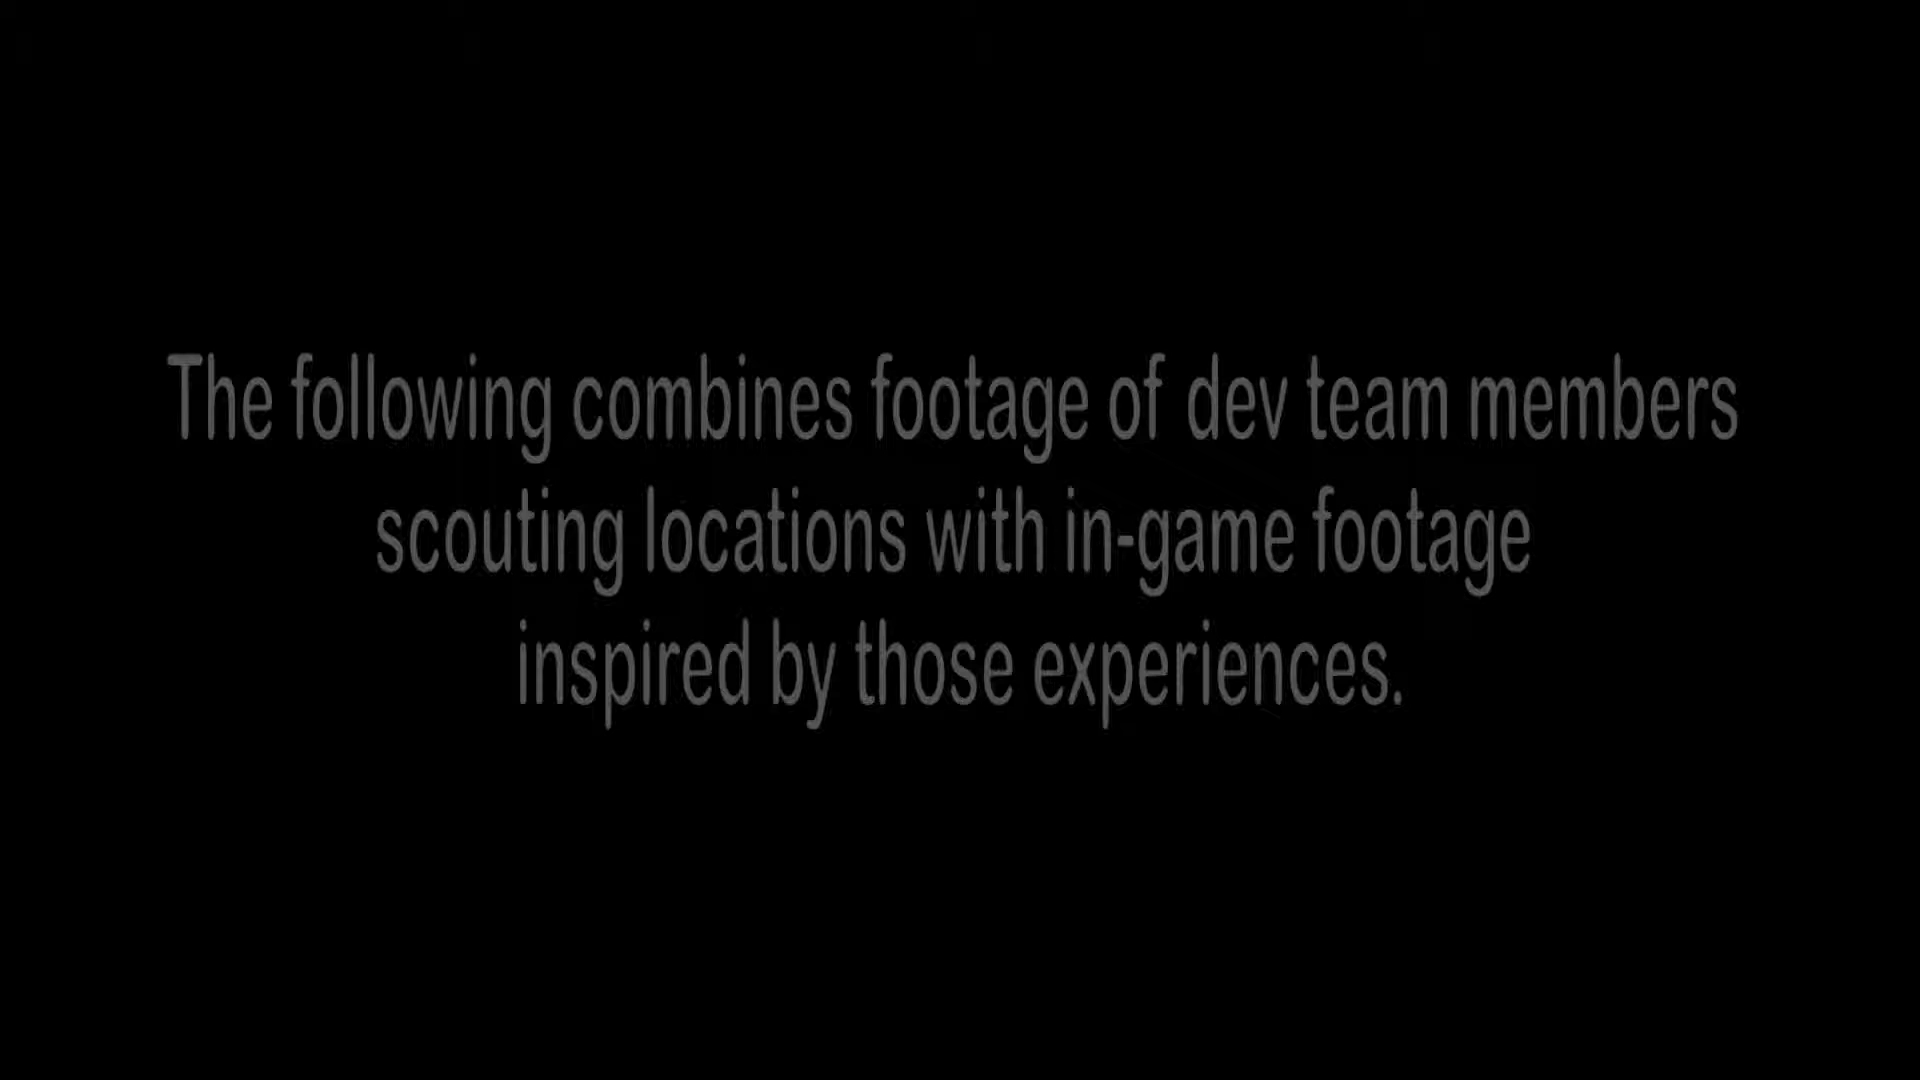 The following combines footage of dev team members
scouting locations with in-game footage
inspired by those experiences.